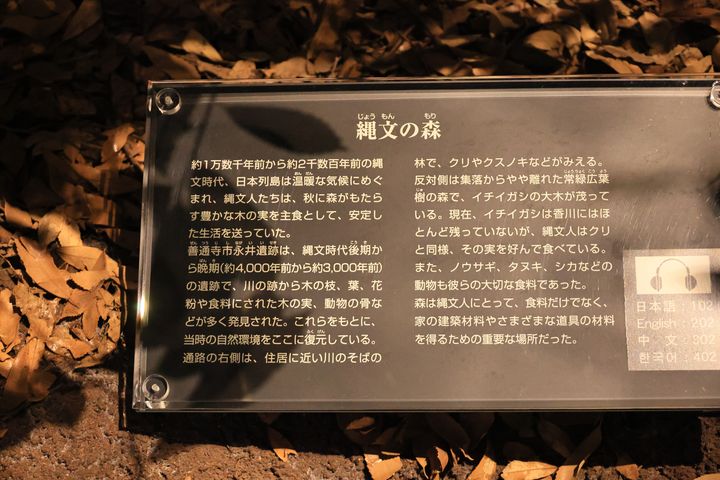 縄文の森
約1万数千年前から約2千数百年前の縄
文時代、日本列島は温暖な気候にめぐ
まれ、縄文人たちは、秋に森がもたら
す豊かな木の実を主食として、安定し
た生活を送っていた。
善通寺市永井遺跡は、縄文時代後期か
ら晩期(約4,000年前から約3,000年前)
の遺跡で、川の跡から木の枝、葉、花
粉や食料にされた木の実、動物の骨な
どが多く発見された。これらをもとに、
当時の自然環境をここに復元している。
通路の右側は、住居に近い川のそばの
林で、クリやクスノキなどがみえる。
反対側は集落からやや離れた常緑広葉
樹の森で、イチイガシの大木が茂って
いる。現在、イチイガシは香川にはほ
とんど残っていないが、縄文人はクリ
と同様、その実を好んで食べている。
また、ノウサギ、タヌキ、シカなどの
動物も彼らの大切な食料であった。
森は縄文人にとって、食料だけでなく、
家の建築材料やさまざまな道具の材料
を得るための重要な場所だった。
日本語:102
English:202
中 文:302
한국어:402